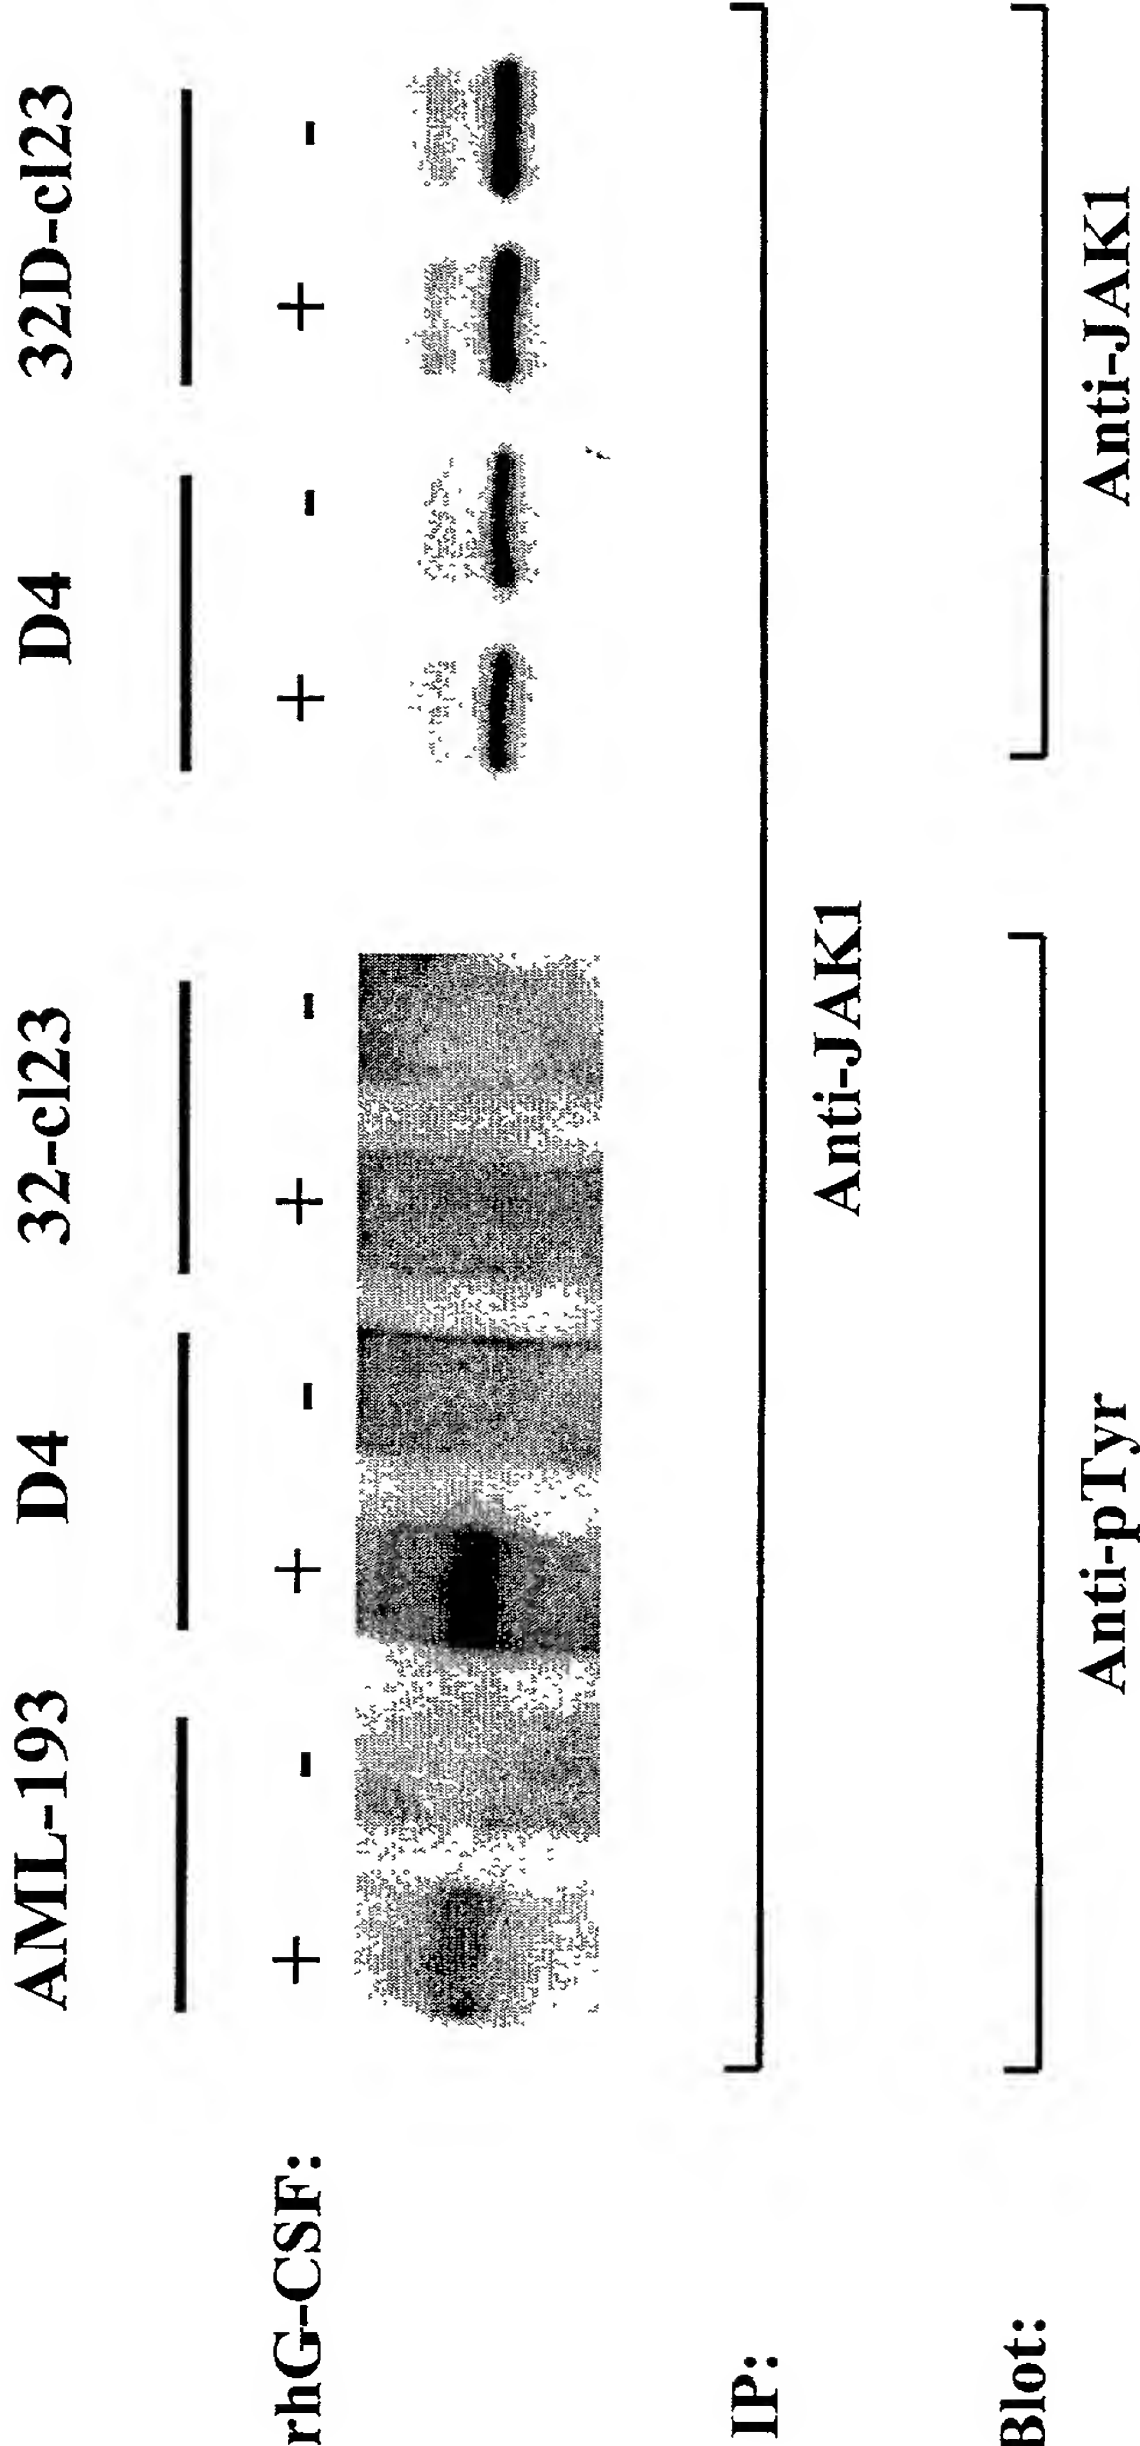 AML-193 D4 32-cl23 D4 32D-cl23
rhG-CSF: + - + - + - + - + -
IP: Anti-JAK1
Blot: Anti-pTyr Anti-JAK1